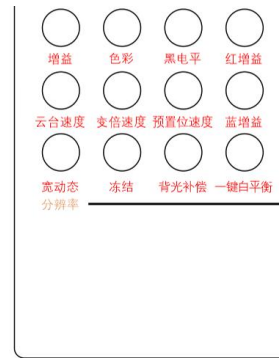 增益 色彩 黑电平 红增益
云台速度 变倍速度 预置位速度 蓝增益
宽动态 冻结 背光补偿 一键白平衡
分辨率